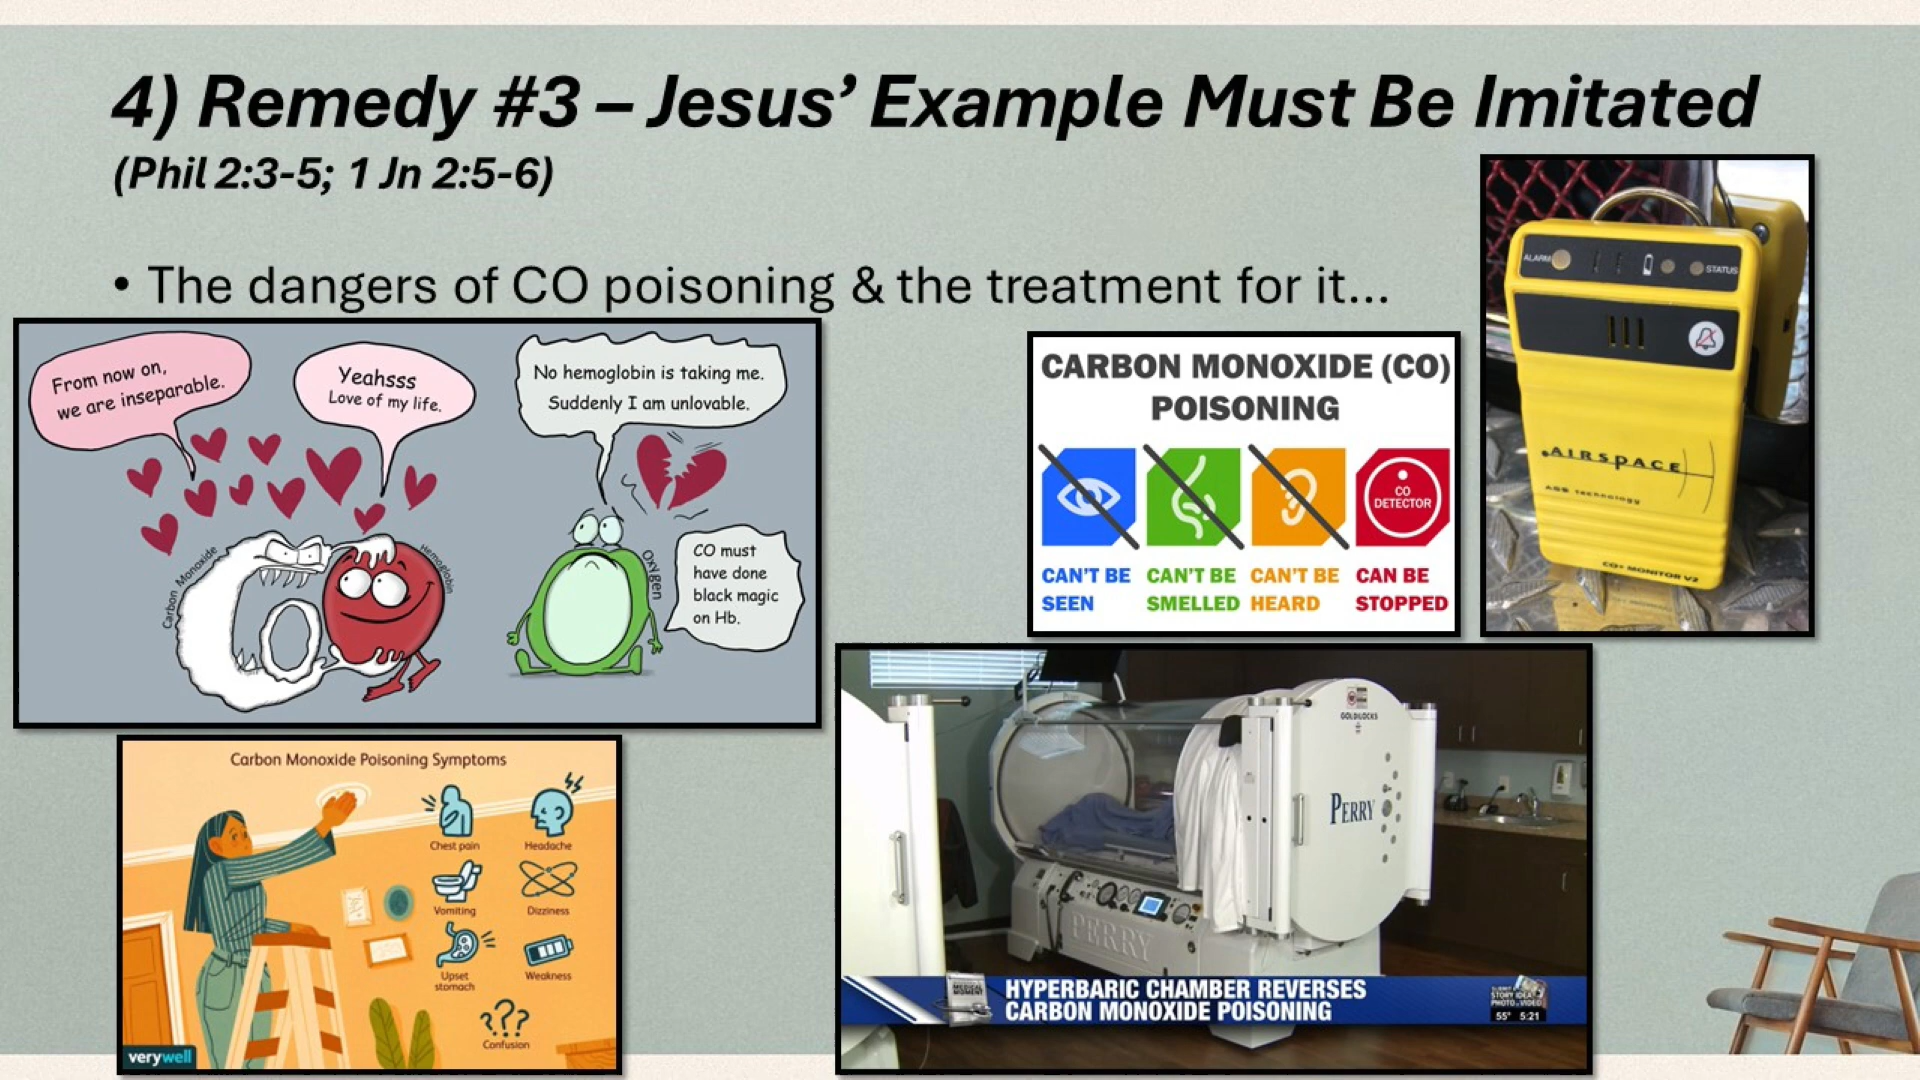 4) Remedy #3 – Jesus’ Example Must Be Imitated
(Phil 2:3-5; 1 Jn 2:5-6)
• The dangers of CO poisoning & the treatment for it...
From now on,
we are inseparable.
Yeahsss
Love of my life.
No hemoglobin is taking me.
Suddenly I am unlovable.
Carbon Monoxide
Hemoglobin
Oxygen
CO must
have done
black magic
on Hb.
CARBON MONOXIDE (CO)
POISONING
CO
DETECTOR
CAN'T BE
SEEN
CAN'T BE
SMELLED
CAN'T BE
HEARD
CAN BE
STOPPED
ALARM
STATUS
AIRSPACE
AGS Technology
CO+ MONITOR V2
Carbon Monoxide Poisoning Symptoms
Chest pain
Headache
Vomiting
Dizziness
Upset
stomach
Weakness
???
Confusion
verywell
GOLDILOCKS
PERRY
PERRY
MEDICAL
MOMENT
HYPERBARIC CHAMBER REVERSES
CARBON MONOXIDE POISONING
STORY IDEA
PHOTO VIDEO
55° 5:21